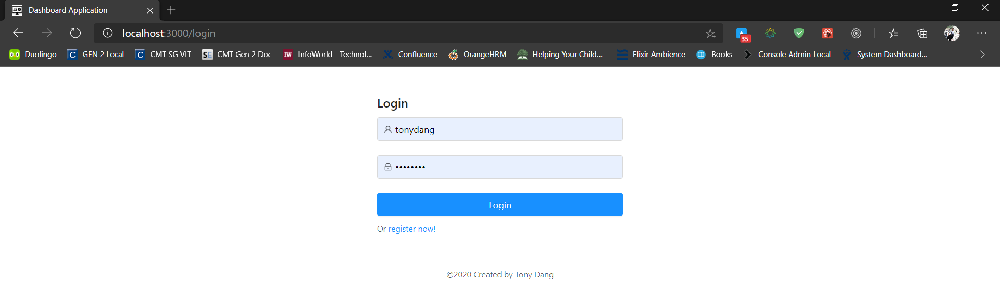 Dashboard Application
localhost:3000/login
35
Duolingo GEN 2 Local CMT SG VIT SE CMT Gen 2 Doc IW InfoWorld - Technol... Confluence OrangeHRM Helping Your Child... Elixir Ambience Books Console Admin Local System Dashboard...
Login
tonydang
••••••••
Login
Or register now!
©2020 Created by Tony Dang